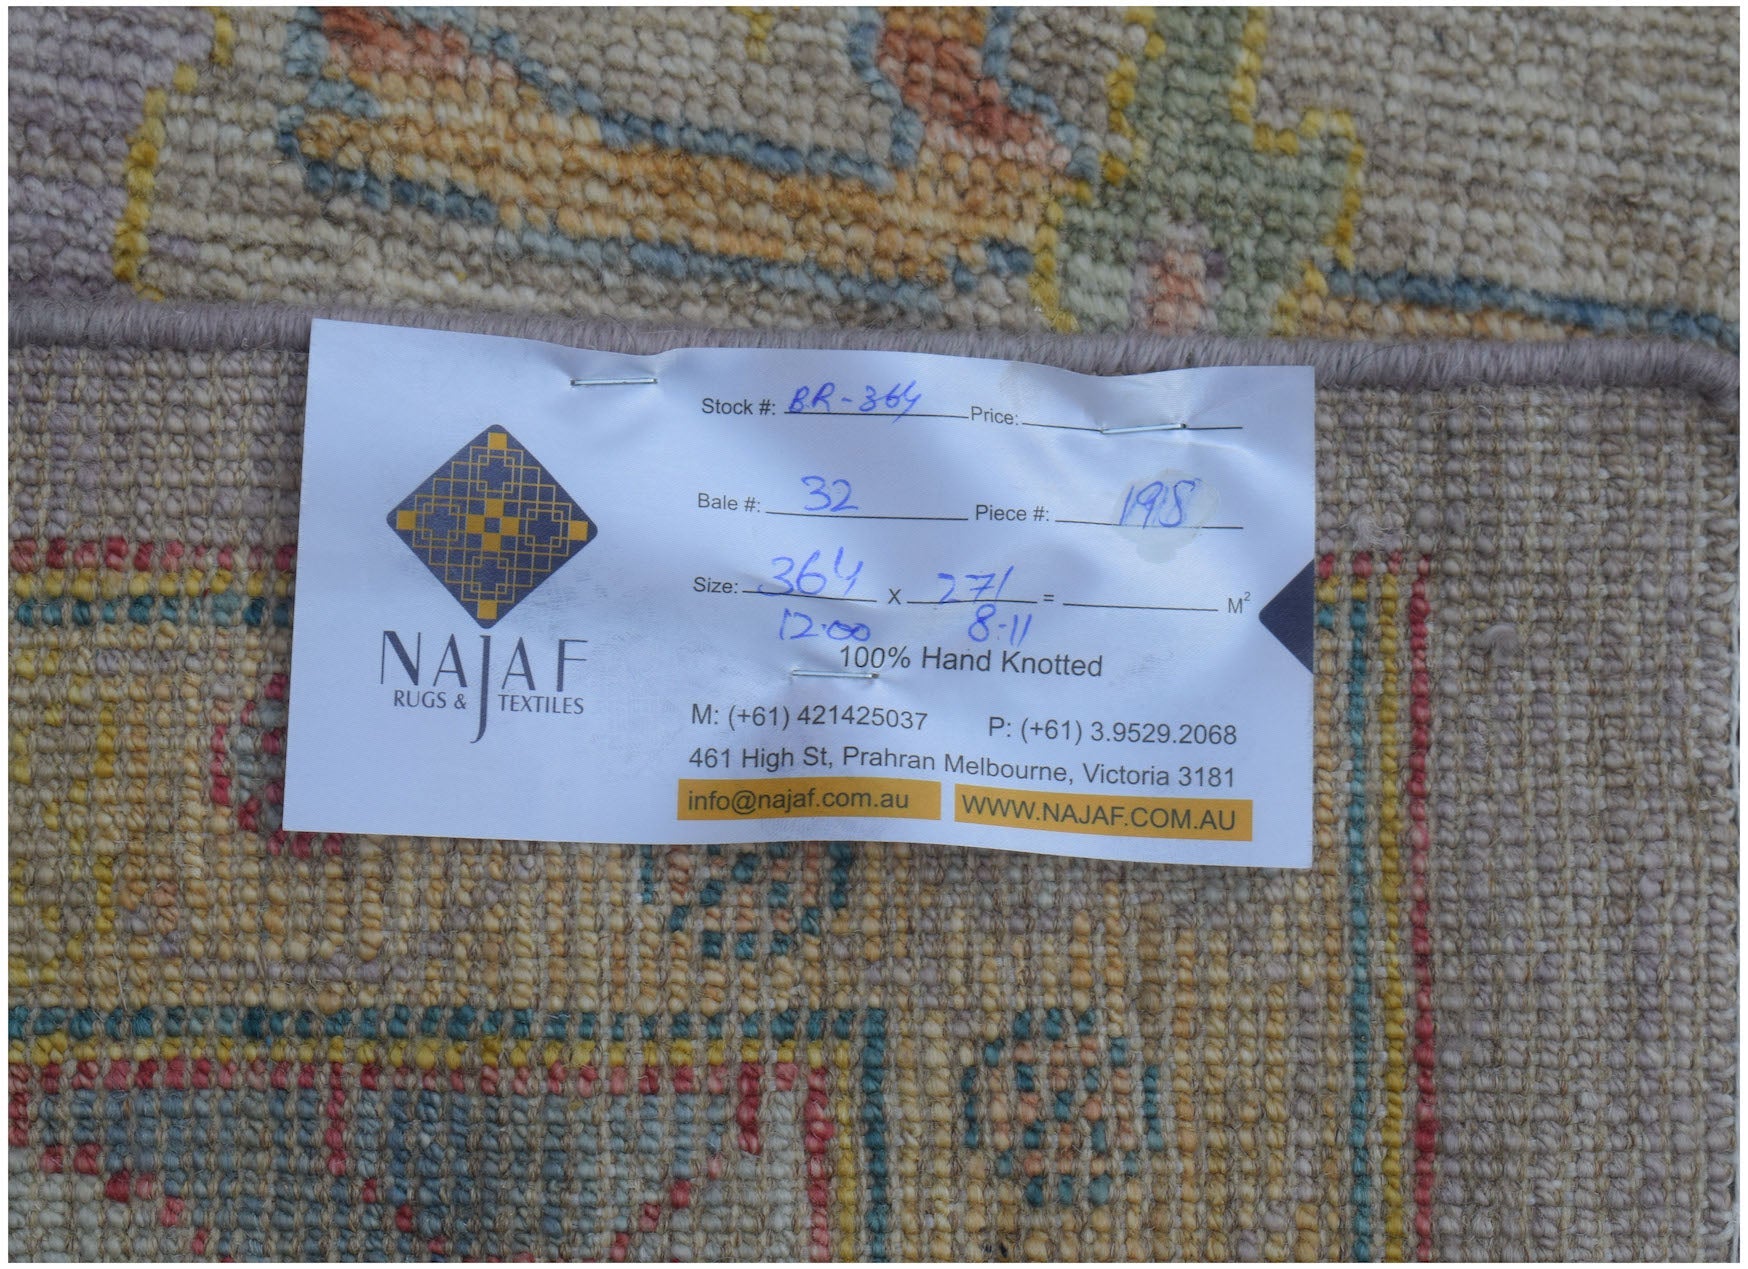 NAJAF
RUGS & TEXTILES
Stock #: BR-364 Price:
Bale #: 32 Piece #: 198
Size: 364 x 271 = M²
12.00 8-11
100% Hand Knotted
M: (+61) 421425037 P: (+61) 3.9529.2068
461 High St, Prahran Melbourne, Victoria 3181
info@najaf.com.au WWW.NAJAF.COM.AU